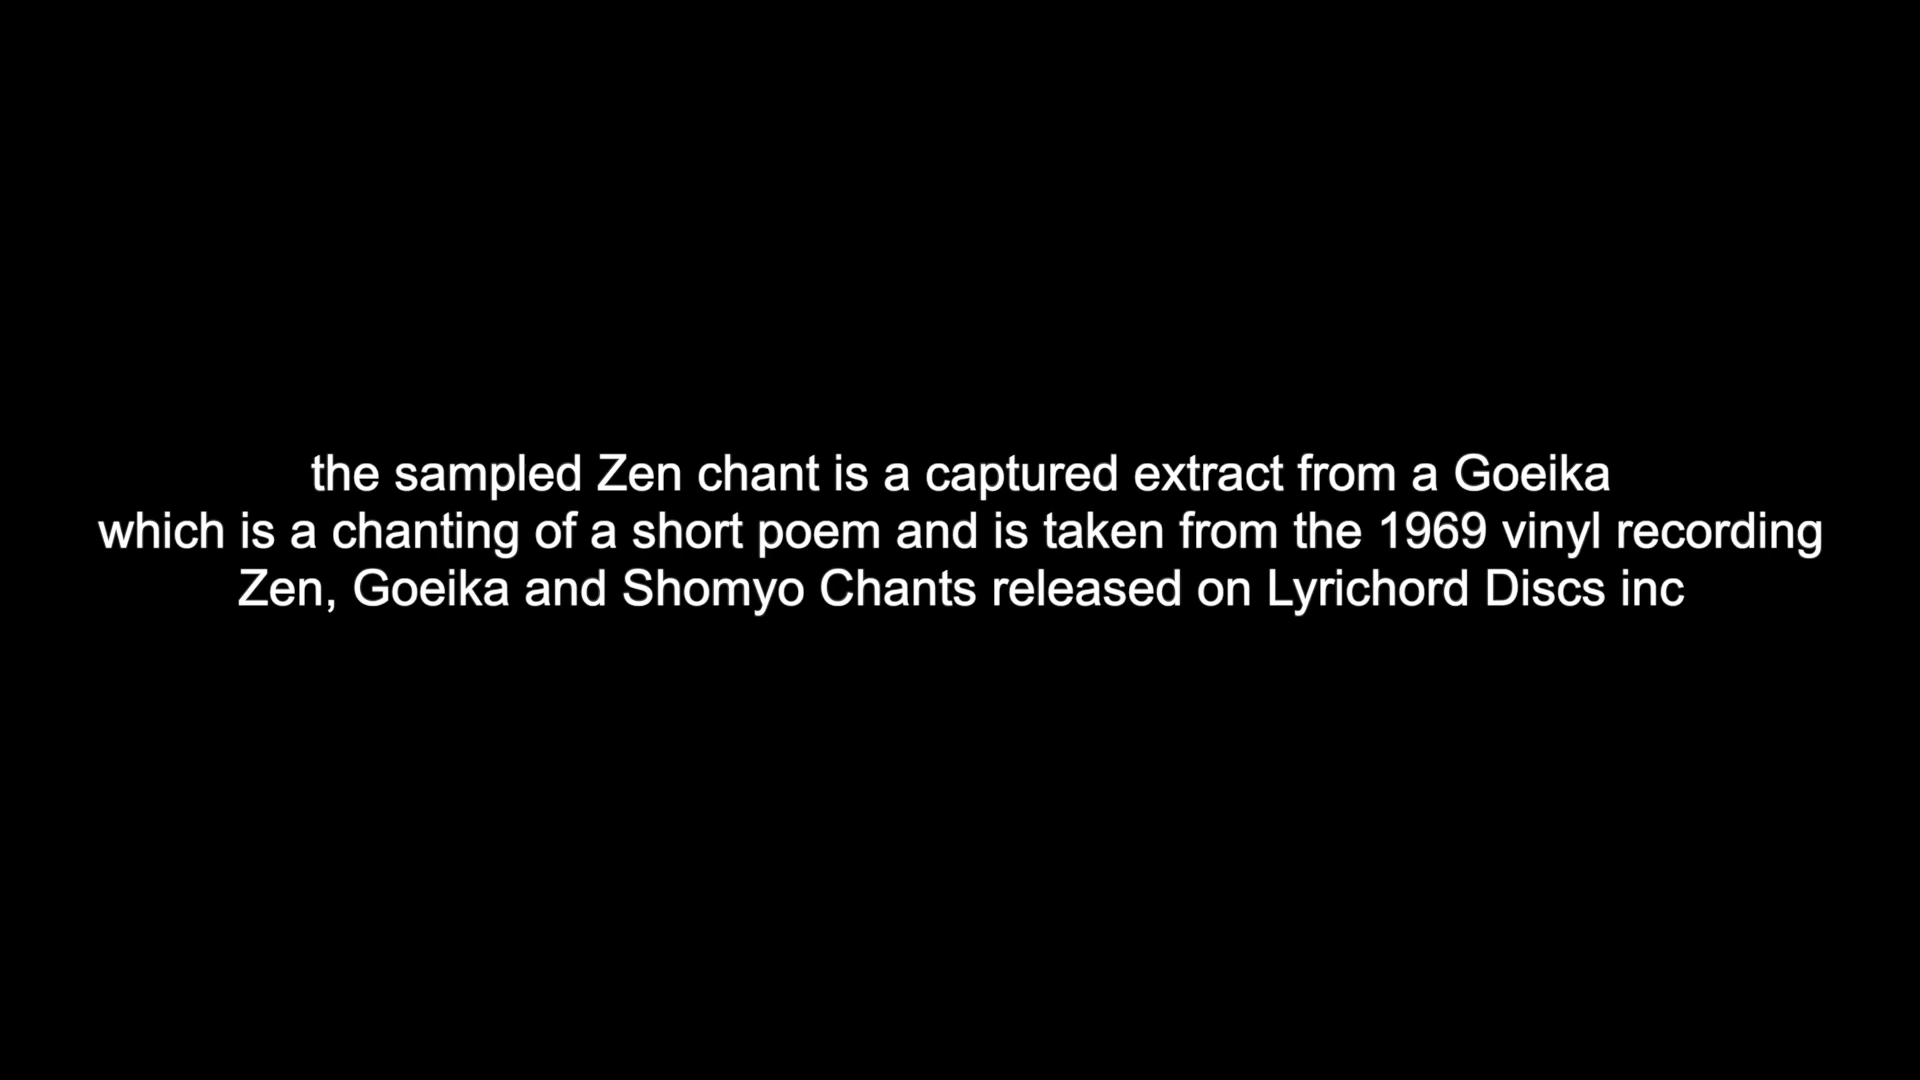 the sampled Zen chant is a captured extract from a Goeika
which is a chanting of a short poem and is taken from the 1969 vinyl recording
Zen, Goeika and Shomyo Chants released on Lyrichord Discs inc